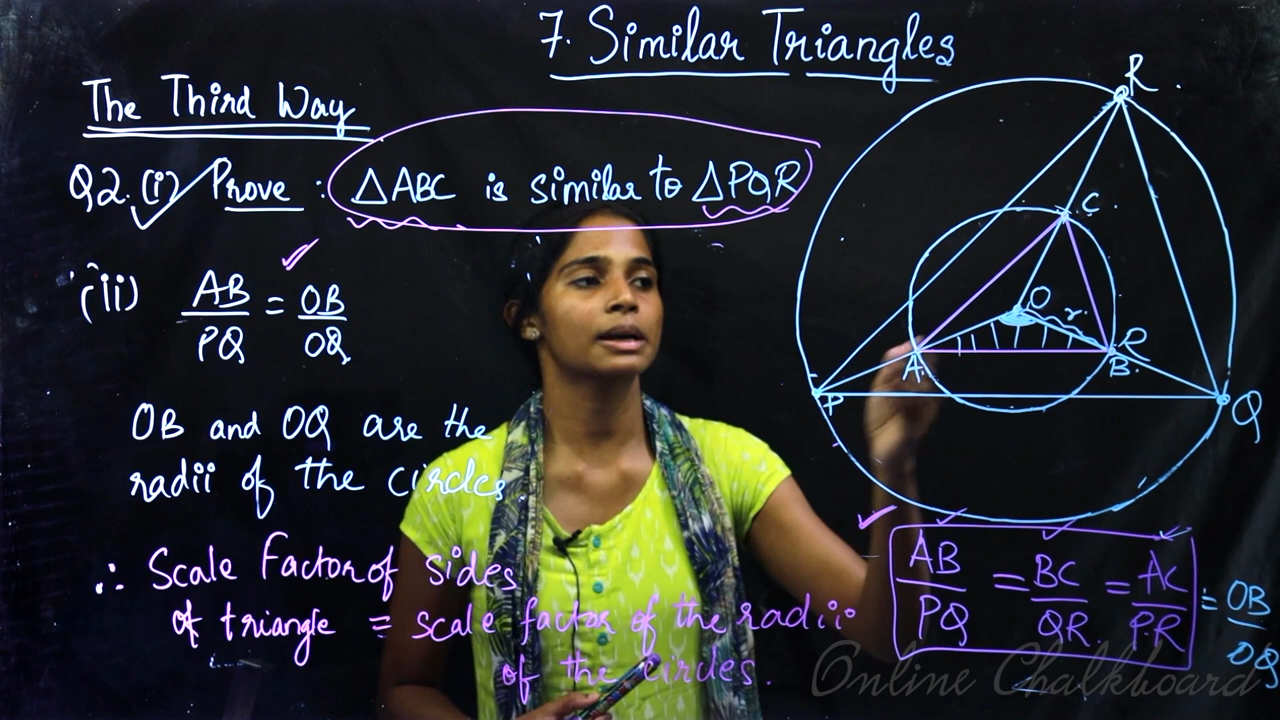 7. Similar Triangles
The Third Way
Q2. (i) Prove : △ABC is similar to △PQR
(ii) AB/PQ = OB/OQ
OB and OQ are the
radii of the circles
∴ Scale Factor of sides
of triangle = scale factor of the radii
of the circles.
R
C
O
r
A
B
P
Q
AB/PQ = BC/QR = AC/PR = OB/OQ
Online Chalkboard